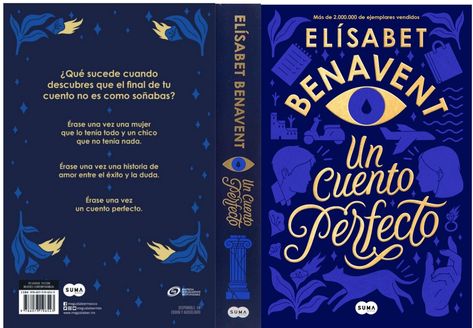 ¿Qué sucede cuando
descubres que el final de tu
cuento no es como soñabas?
Érase una vez una mujer
que lo tenía todo y un chico
que no tenía nada.
Érase una vez una historia de
amor entre el éxito y la duda.
Érase una vez
un cuento perfecto.
SUMA
ELÍSABET
BENAVENT
Un Cuento
Perfecto
SUMA
Más de 2.000.000 de ejemplares vendidos
ELÍSABET
BENAVENT
Un
Cuento
Perfecto
SUMA